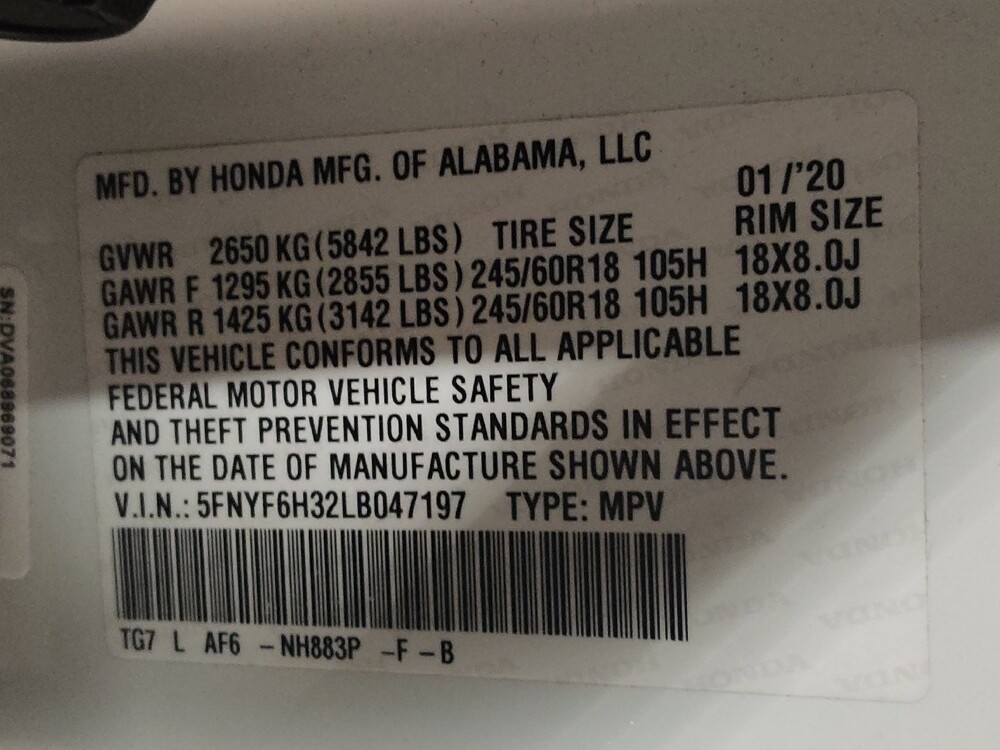 MFD. BY HONDA MFG. OF ALABAMA, LLC 01/'20
GVWR 2650 KG (5842 LBS) TIRE SIZE RIM SIZE
GAWR F 1295 KG (2855 LBS) 245/60R18 105H 18X8.0J
GAWR R 1425 KG (3142 LBS) 245/60R18 105H 18X8.0J
THIS VEHICLE CONFORMS TO ALL APPLICABLE
FEDERAL MOTOR VEHICLE SAFETY
AND THEFT PREVENTION STANDARDS IN EFFECT
ON THE DATE OF MANUFACTURE SHOWN ABOVE.
V.I.N.: 5FNYF6H32LB047197 TYPE: MPV
TG7 L AF6 -NH883P -F -B
SN:DVA0688969071